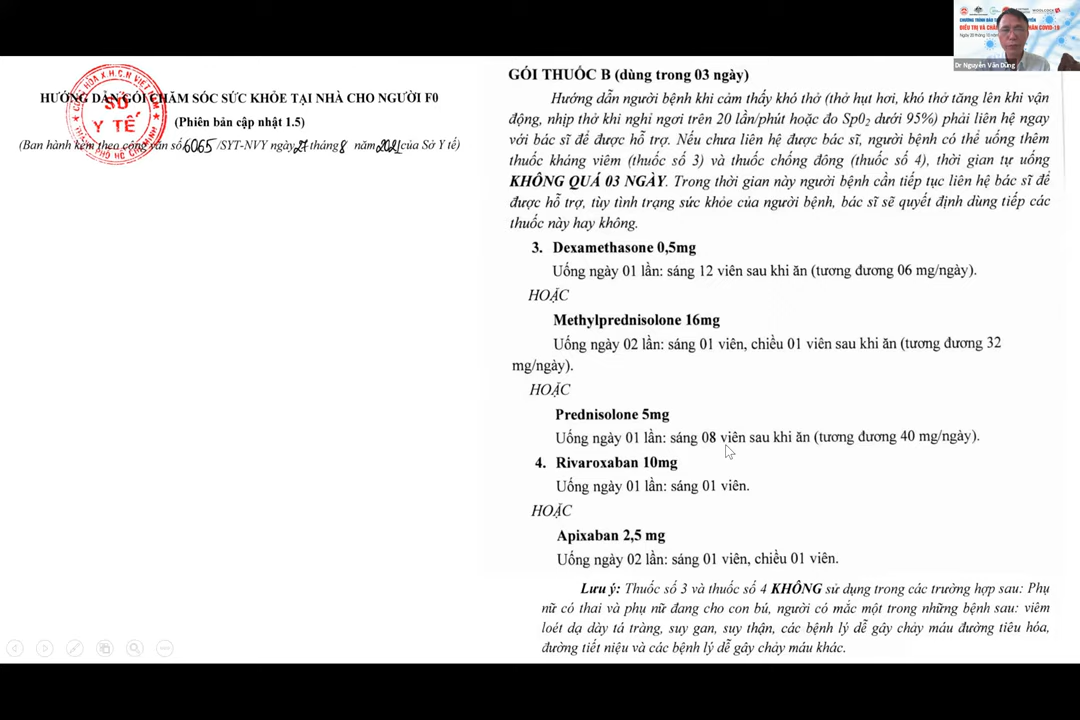 HƯỚNG DẪN GÓI CHĂM SÓC SỨC KHỎE TẠI NHÀ CHO NGƯỜI F0
(Phiên bản cập nhật 1.5)
(Ban hành kèm theo công văn số 6065/SYT-NVY ngày 27 tháng 8 năm 2021 của Sở Y tế)
SỞ
Y TẾ
GÓI THUỐC B (dùng trong 03 ngày)
Hướng dẫn người bệnh khi cảm thấy khó thở (thở hụt hơi, khó thở tăng lên khi vận
động, nhịp thở khi nghỉ ngơi trên 20 lần/phút hoặc đo Sp0₂ dưới 95%) phải liên hệ ngay
với bác sĩ để được hỗ trợ. Nếu chưa liên hệ được bác sĩ, người bệnh có thể uống thêm
thuốc kháng viêm (thuốc số 3) và thuốc chống đông (thuốc số 4), thời gian tự uống
KHÔNG QUÁ 03 NGÀY. Trong thời gian này người bệnh cần tiếp tục liên hệ bác sĩ để
được hỗ trợ, tùy tình trạng sức khỏe của người bệnh, bác sĩ sẽ quyết định dùng tiếp các
thuốc này hay không.
3. Dexamethasone 0,5mg
Uống ngày 01 lần: sáng 12 viên sau khi ăn (tương đương 06 mg/ngày).
HOẶC
Methylprednisolone 16mg
Uống ngày 02 lần: sáng 01 viên, chiều 01 viên sau khi ăn (tương đương 32
mg/ngày).
HOẶC
Prednisolone 5mg
Uống ngày 01 lần: sáng 08 viên sau khi ăn (tương đương 40 mg/ngày).
4. Rivaroxaban 10mg
Uống ngày 01 lần: sáng 01 viên.
HOẶC
Apixaban 2,5 mg
Uống ngày 02 lần: sáng 01 viên, chiều 01 viên.
Lưu ý: Thuốc số 3 và thuốc số 4 KHÔNG sử dụng trong các trường hợp sau: Phụ
nữ có thai và phụ nữ đang cho con bú, người có mắc một trong những bệnh sau: viêm
loét dạ dày tá tràng, suy gan, suy thận, các bệnh lý dễ gây chảy máu đường tiêu hóa,
đường tiết niệu và các bệnh lý dễ gây chảy máu khác.
Dr Nguyễn Văn Dũng